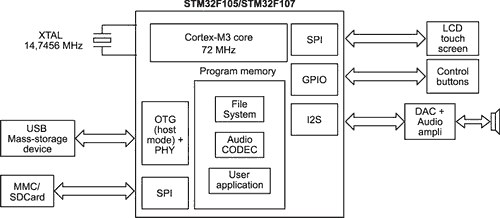 STM32F105/STM32F107
XTAL
14,7456 MHz
Cortex-M3 core
72 MHz
SPI
LCD
touch
screen
Program memory
GPIO
Control
buttons
File
System
I2S
DAC +
Audio
ampli
USB
Mass-storage
device
OTG
(host
mode) +
PHY
Audio
CODEC
User
application
MMC/
SDCard
SPI